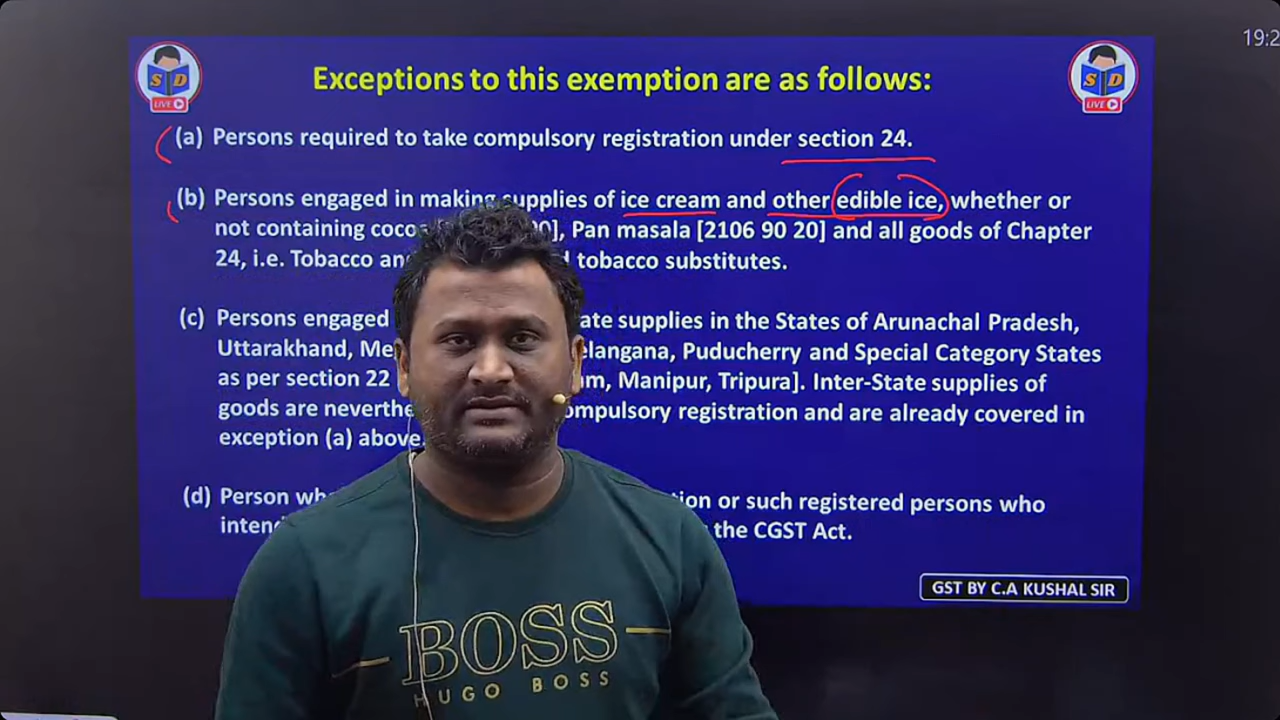 19:2
S D
LIVE
S D
LIVE
Exceptions to this exemption are as follows:
(a) Persons required to take compulsory registration under section 24.
(b) Persons engaged in making supplies of ice cream and other edible ice, whether or
not containing coco 00], Pan masala [2106 90 20] and all goods of Chapter
24, i.e. Tobacco an d tobacco substitutes.
(c) Persons engaged ate supplies in the States of Arunachal Pradesh,
Uttarakhand, Me elangana, Puducherry and Special Category States
as per section 22 m, Manipur, Tripura]. Inter-State supplies of
goods are neverthe ompulsory registration and are already covered in
exception (a) above.
(d) Person wh tion or such registered persons who
intend the CGST Act.
GST BY C.A KUSHAL SIR
BOSS
HUGO BOSS